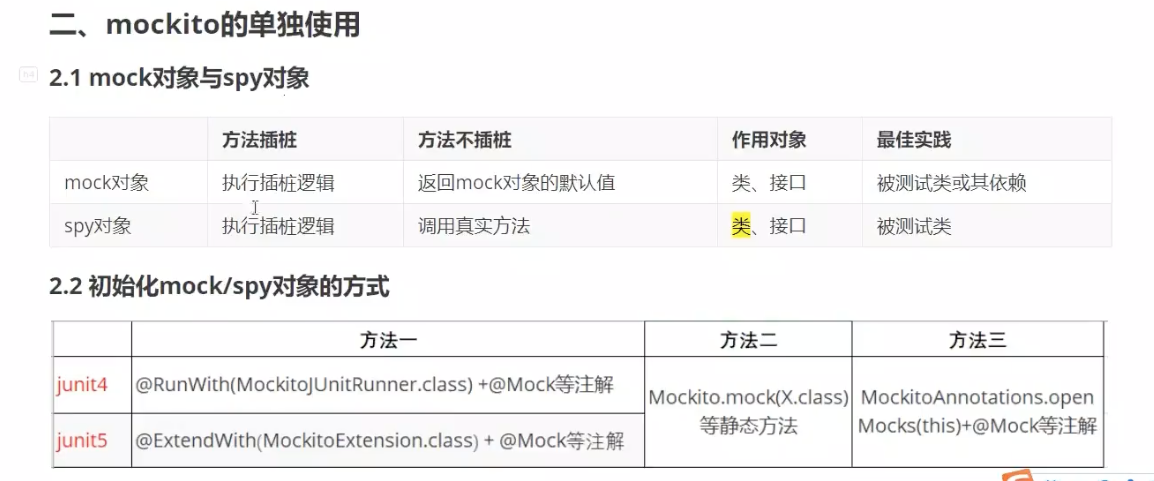 二、mockito的单独使用
2.1 mock对象与spy对象
方法插桩 方法不插桩 作用对象 最佳实践
mock对象 执行插桩逻辑 返回mock对象的默认值 类、接口 被测试类或其依赖
spy对象 执行插桩逻辑 调用真实方法 类、接口 被测试类
2.2 初始化mock/spy对象的方式
方法一 方法二 方法三
junit4 @RunWith(MockitoJUnitRunner.class) +@Mock等注解
junit5 @ExtendWith(MockitoExtension.class) + @Mock等注解
Mockito.mock(X.class)
等静态方法
MockitoAnnotations.open
Mocks(this)+@Mock等注解